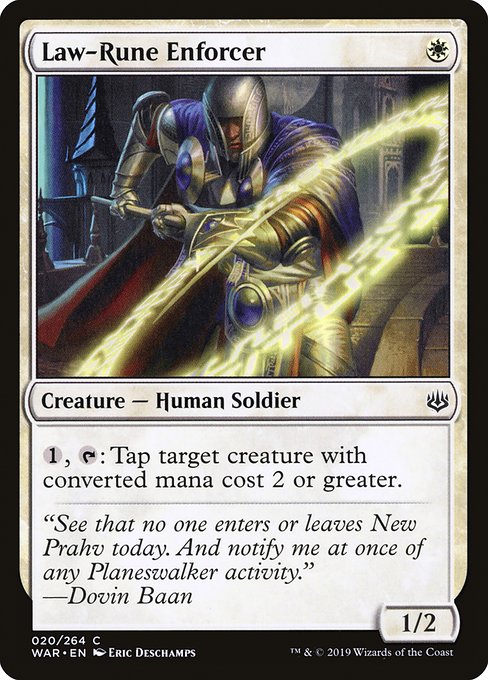 Law-Rune Enforcer
Creature — Human Soldier
1, : Tap target creature with
converted mana cost 2 or greater.
“See that no one enters or leaves New
Prahv today. And notify me at once of
any Planeswalker activity.”
—Dovin Baan
1/2
020/264 C
WAR • EN Eric Deschamps
™ & © 2019 Wizards of the Coast